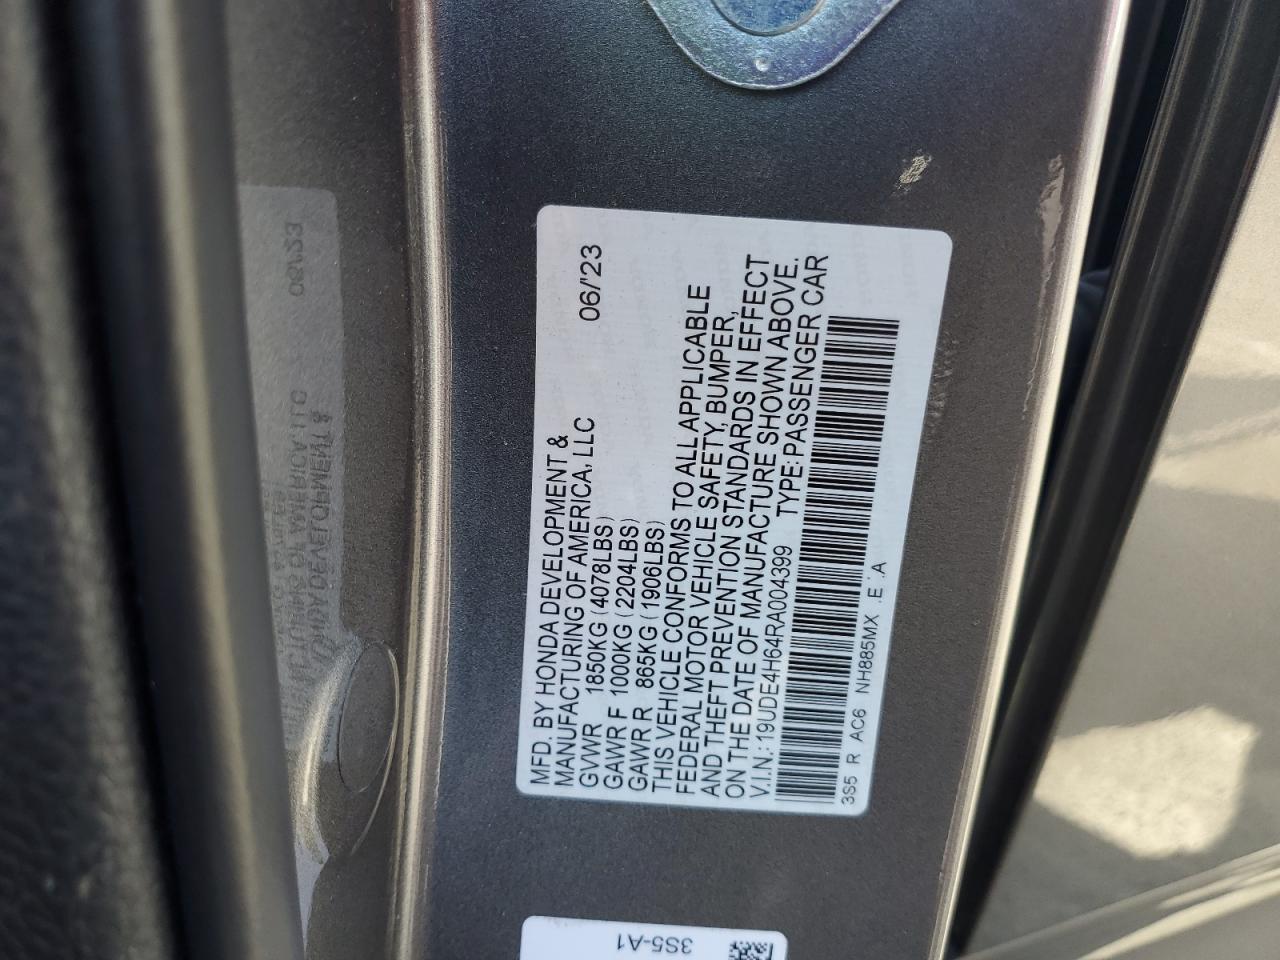 06/'23
MFD. BY HONDA DEVELOPMENT &
MANUFACTURING OF AMERICA, LLC
GVWR 1850KG (4078LBS)
GAWR F 1000KG (2204LBS)
GAWR R 865KG (1906LBS)
THIS VEHICLE CONFORMS TO ALL APPLICABLE
FEDERAL MOTOR VEHICLE SAFETY, BUMPER,
AND THEFT PREVENTION STANDARDS IN EFFECT
ON THE DATE OF MANUFACTURE SHOWN ABOVE.
V.I.N.: 19UDE4H64RA004399 TYPE: PASSENGER CAR
3S5 R AC6 NH885MX .E .A
3S5-A1